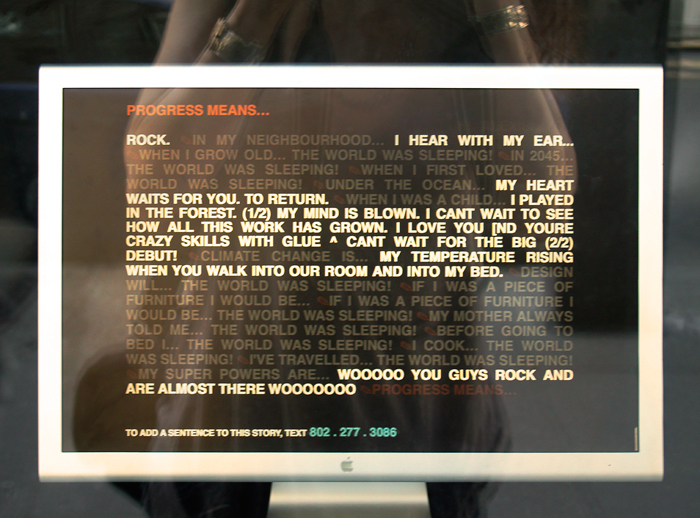 PROGRESS MEANS...
ROCK. IN MY NEIGHBOURHOOD... I HEAR WITH MY EAR...
WHEN I GROW OLD... THE WORLD WAS SLEEPING! IN 2045...
THE WORLD WAS SLEEPING! WHEN I FIRST LOVED... THE
WORLD WAS SLEEPING! UNDER THE OCEAN... MY HEART
WAITS FOR YOU. TO RETURN. WHEN I WAS A CHILD... I PLAYED
IN THE FOREST. (1/2) MY MIND IS BLOWN. I CANT WAIT TO SEE
HOW ALL THIS WORK HAS GROWN. I LOVE YOU [ND YOURE
CRAZY SKILLS WITH GLUE ^ CANT WAIT FOR THE BIG (2/2)
DEBUT! CLIMATE CHANGE IS... MY TEMPERATURE RISING
WHEN YOU WALK INTO OUR ROOM AND INTO MY BED. DESIGN
WILL... THE WORLD WAS SLEEPING! IF I WAS A PIECE OF
FURNITURE I WOULD BE... IF I WAS A PIECE OF FURNITURE I
WOULD BE... THE WORLD WAS SLEEPING! MY MOTHER ALWAYS
TOLD ME... THE WORLD WAS SLEEPING! BEFORE GOING TO
BED I... THE WORLD WAS SLEEPING! I COOK... THE WORLD
WAS SLEEPING! I'VE TRAVELLED... THE WORLD WAS SLEEPING!
MY SUPER POWERS ARE... WOOOOO YOU GUYS ROCK AND
ARE ALMOST THERE WOOOOOOO PROGRESS MEANS...
TO ADD A SENTENCE TO THIS STORY, TEXT 802.277.3086